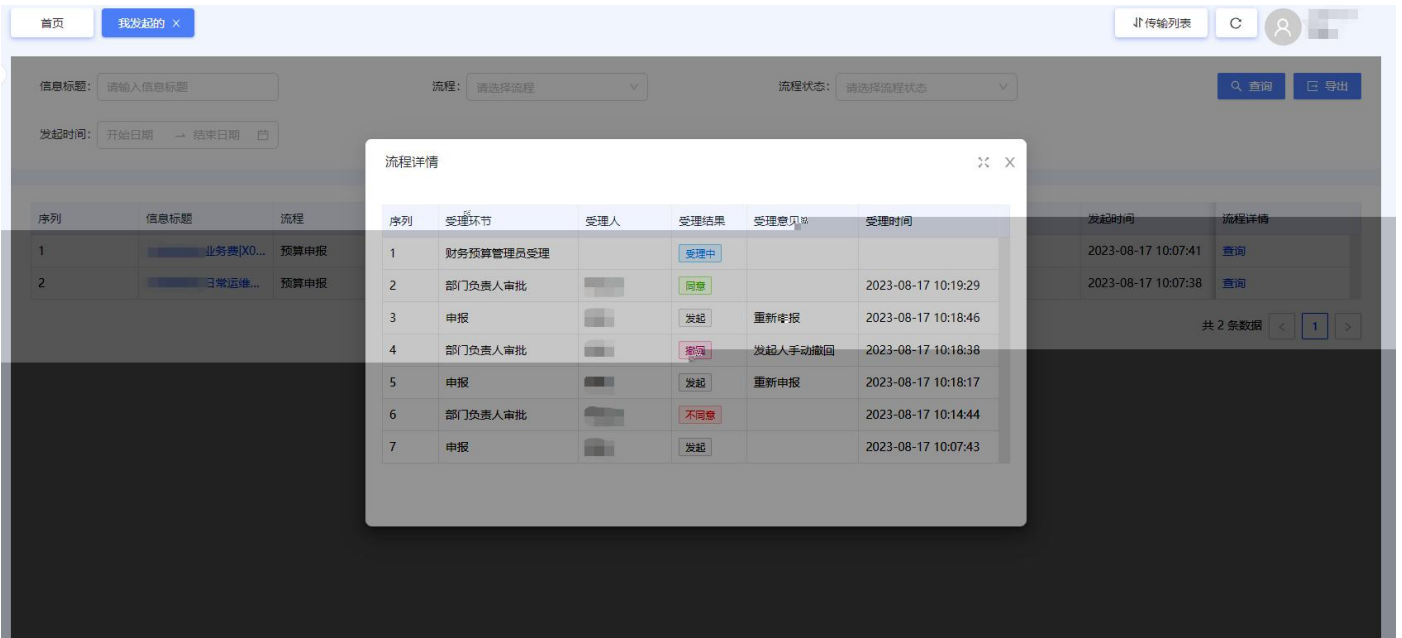 首页
我发起的 ×
传输列表
信息标题: 请输入信息标题
流程: 请选择流程
流程状态: 请选择流程状态
查询
导出
发起时间: 开始日期 → 结束日期
流程详情
序列 信息标题 流程 发起时间 流程详情
1 业务费|X0... 预算申报 2023-08-17 10:07:41 查询
2 日常运维... 预算申报 2023-08-17 10:07:38 查询
共 2 条数据 < 1 >
序列 受理环节 受理人 受理结果 受理意见 受理时间
1 财务预算管理员受理 受理中
2 部门负责人审批 同意 2023-08-17 10:19:29
3 申报 发起 重新申报 2023-08-17 10:18:46
4 部门负责人审批 撤回 发起人手动撤回 2023-08-17 10:18:38
5 申报 发起 重新申报 2023-08-17 10:18:17
6 部门负责人审批 不同意 2023-08-17 10:14:44
7 申报 发起 2023-08-17 10:07:43